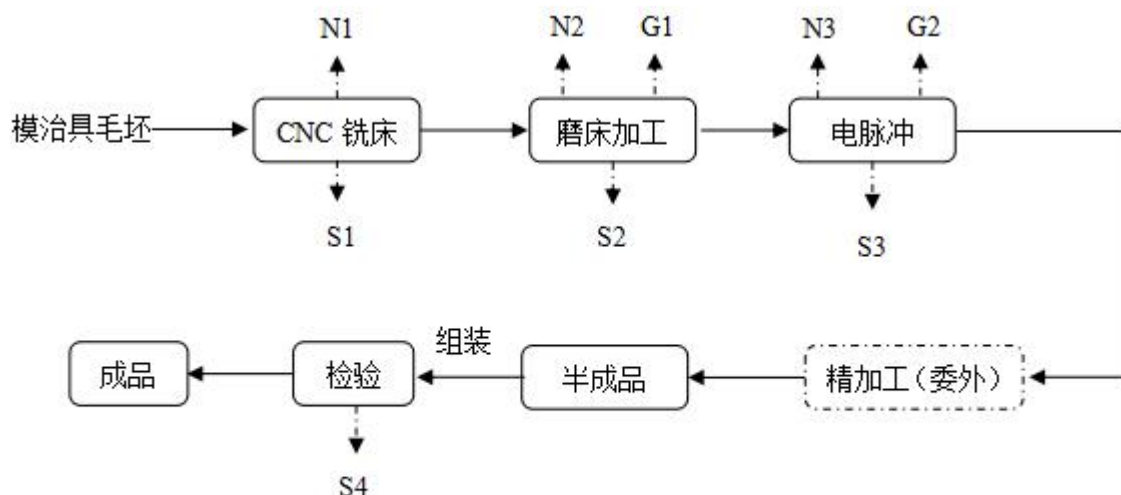 N1
N2
G1
N3
G2
模治具毛坯
CNC 铣床
磨床加工
电脉冲
S1
S2
S3
组装
成品
检验
半成品
精加工（委外）
S4